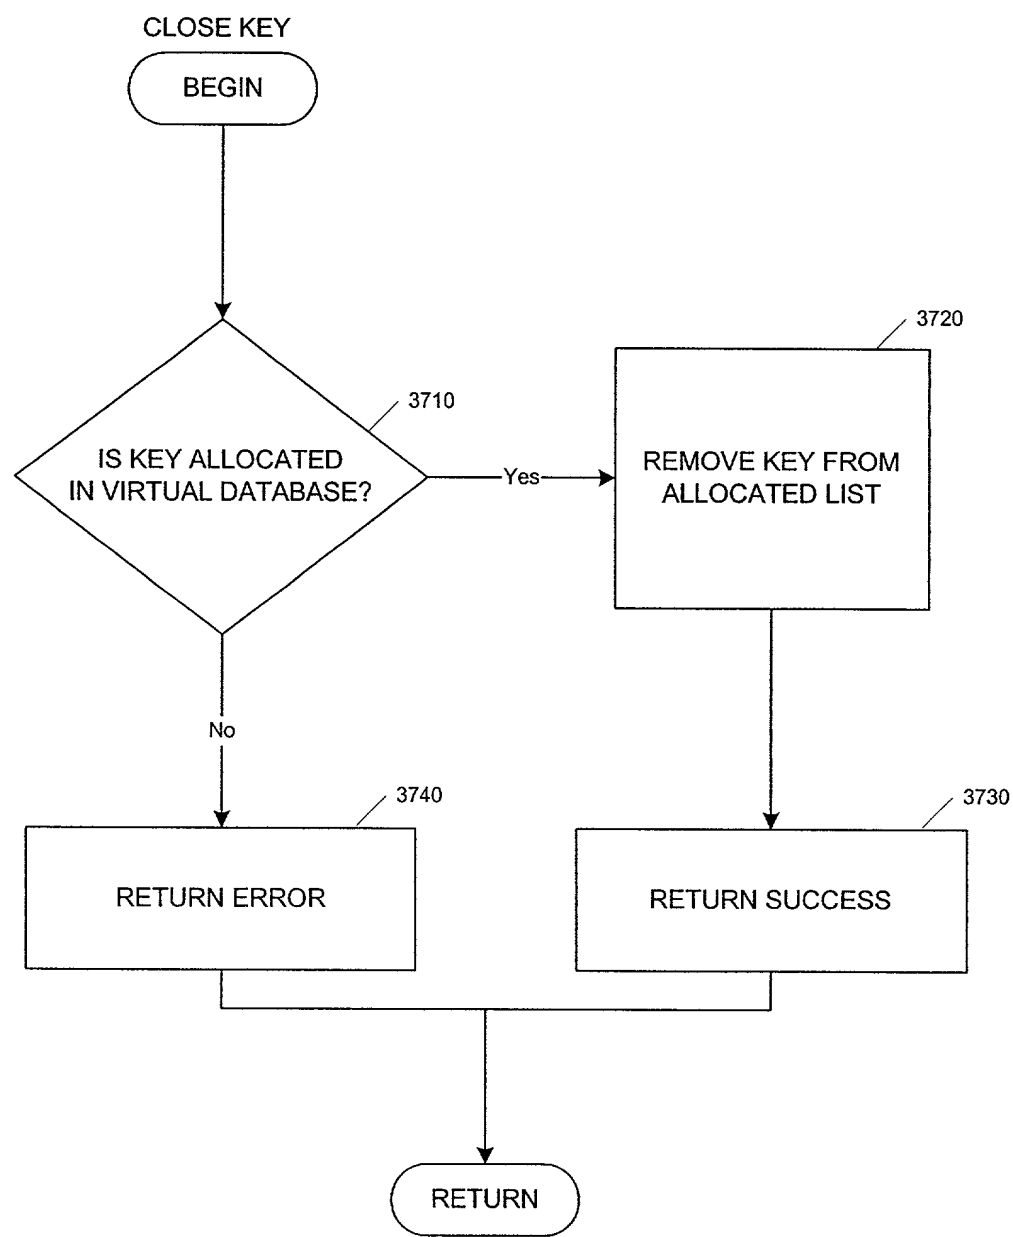 CLOSE KEY
BEGIN
3720
3710
IS KEY ALLOCATED
IN VIRTUAL DATABASE?
Yes
REMOVE KEY FROM
ALLOCATED LIST
No
3740
3730
RETURN ERROR
RETURN SUCCESS
RETURN